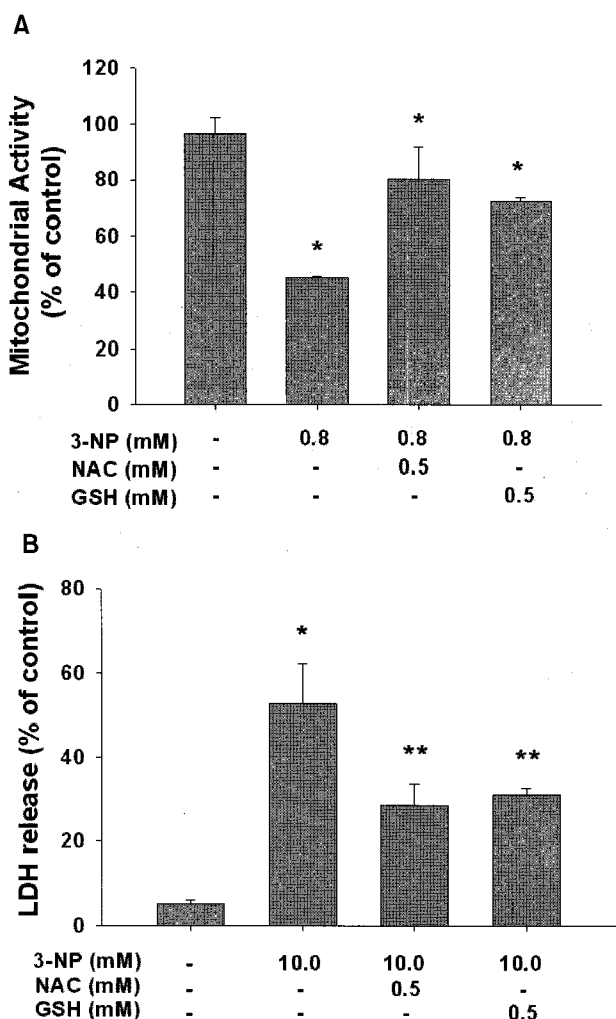 A
Mitochondrial Activity
(% of control)
120
100
80
60
40
20
0
*
*
*
3-NP (mM) - 0.8 0.8 0.8
NAC (mM) - - 0.5 -
GSH (mM) - - - 0.5
B
LDH release (% of control)
80
60
40
20
0
*
**
**
3-NP (mM) - 10.0 10.0 10.0
NAC (mM) - - 0.5 -
GSH (mM) - - - 0.5